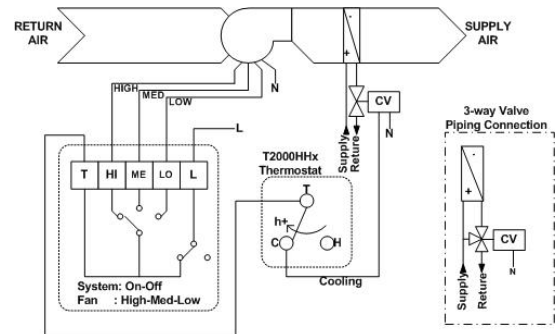 RETURN
AIR
SUPPLY
AIR
+ -
HIGH
MED
LOW
N
L
CV
N
Supply
Reture
3-way Valve
Piping Connection
T2000HHx
Thermostat
T HI ME LO L
T
h+
C H
- +
CV
N
Cooling
System: On-Off
Fan : High-Med-Low
Supply
Reture